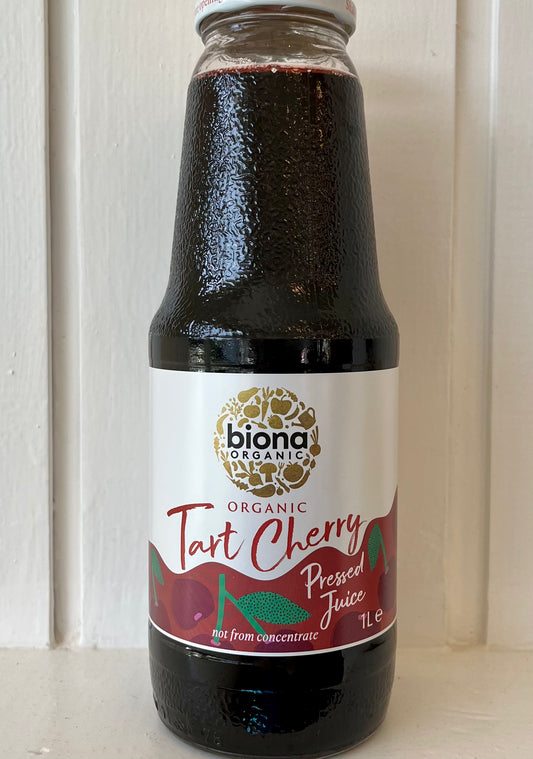 biona
ORGANIC
ORGANIC
Tart Cherry
Pressed
Juice
1L e
not from concentrate